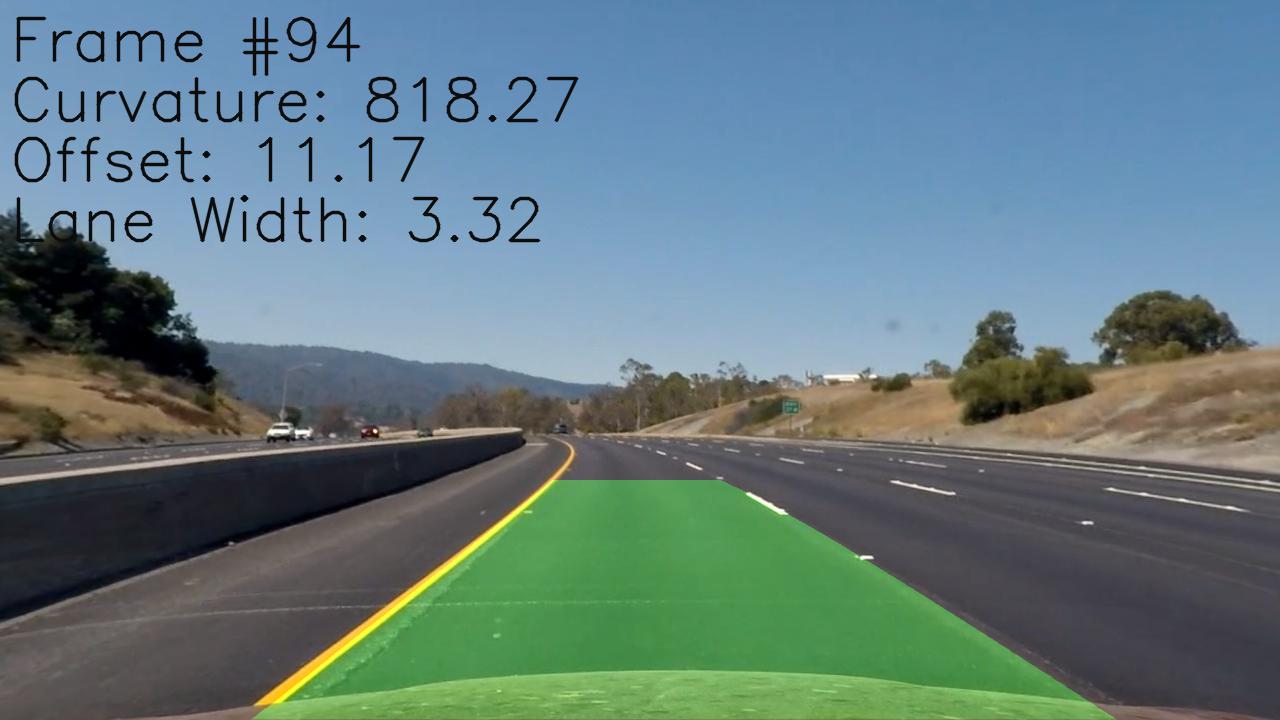 Frame #94
Curvature: 818.27
Offset: 11.17
Lane Width: 3.32